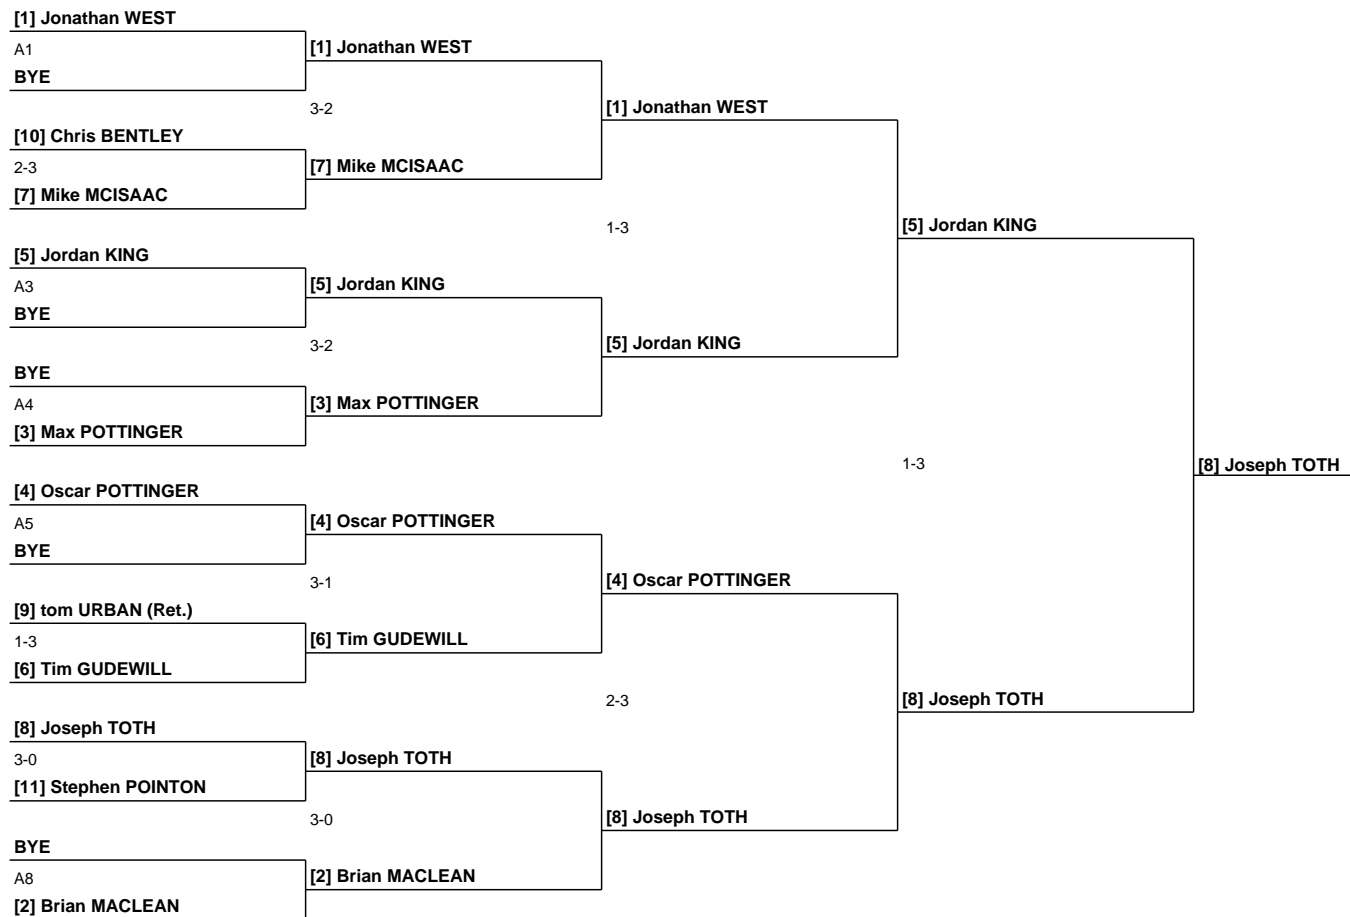 [1] Jonathan WEST
A1
BYE
[10] Chris BENTLEY
2-3
[7] Mike MCISAAC
[5] Jordan KING
A3
BYE
BYE
A4
[3] Max POTTINGER
[4] Oscar POTTINGER
A5
BYE
[9] tom URBAN (Ret.)
1-3
[6] Tim GUDEWILL
[8] Joseph TOTH
3-0
[11] Stephen POINTON
BYE
A8
[2] Brian MACLEAN
[1] Jonathan WEST
3-2
[7] Mike MCISAAC
[5] Jordan KING
3-2
[3] Max POTTINGER
[4] Oscar POTTINGER
3-1
[6] Tim GUDEWILL
[8] Joseph TOTH
3-0
[2] Brian MACLEAN
[1] Jonathan WEST
1-3
[5] Jordan KING
[4] Oscar POTTINGER
2-3
[8] Joseph TOTH
[5] Jordan KING
1-3
[8] Joseph TOTH
[8] Joseph TOTH